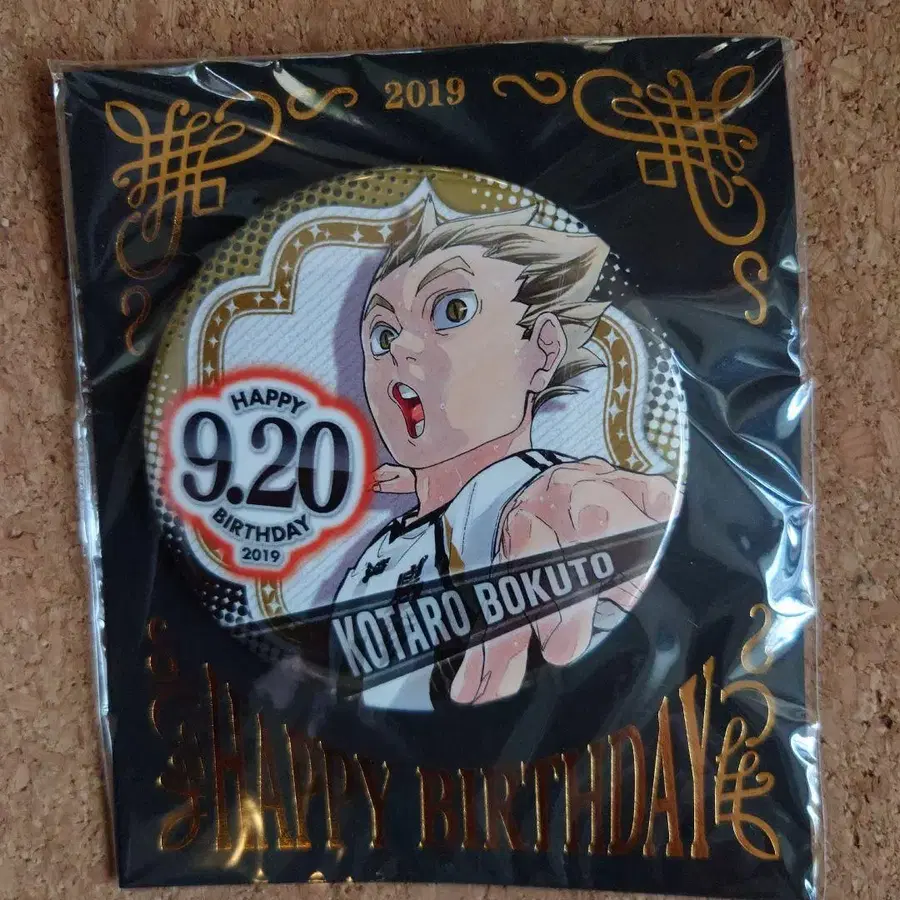 2019
HAPPY
9.20
BIRTHDAY
2019
KOTARO BOKUTO
HAPPY BIRTHDAY